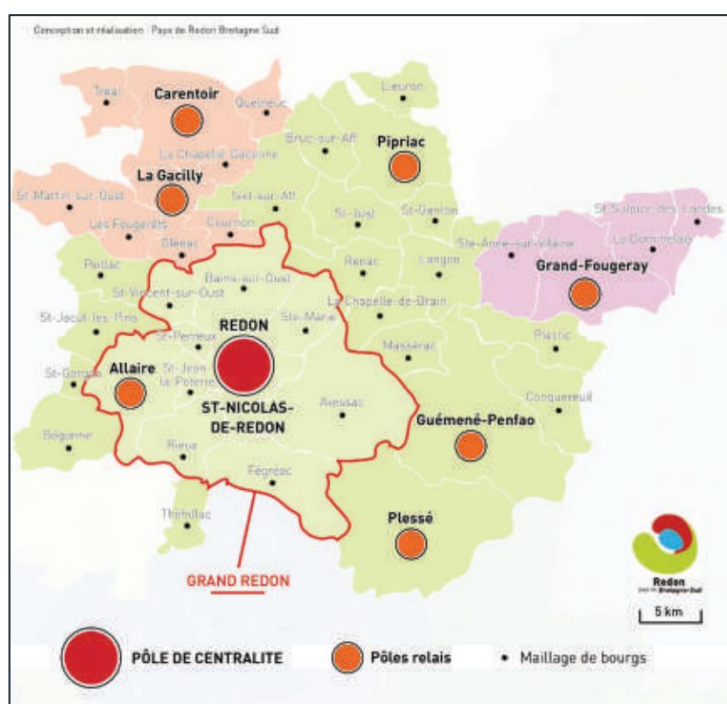 Conception et réalisation : Pays de Redon Bretagne Sud
Lieuron
Tréal
Carentoir
Quelneuc
Bruc-sur-Aff
Pipriac
La Chapelle-Gaceline
La Gacilly
St-Martin-sur-Oust
Sixt-sur-Aff
St-Just
St-Ganton
St-Sulpice-des-Landes
Les Fougerêts
Cournon
Glénac
Ste-Anne-sur-Vilaine
La Dominelais
Peillac
Renac
Langon
Grand-Fougeray
Bains-sur-Oust
St-Vincent-sur-Oust
La Chapelle-de-Brain
St-Jacut-les-Pins
REDON
Ste-Marie
St-Perreux
Pierric
Massérac
Allaire
St-Jean-
la-Poterie
St-Gorgon
ST-NICOLAS-
DE-REDON
Avessac
Conquereuil
Guémené-Penfao
Béganne
Rieux
Fégréac
Théhillac
Plessé
GRAND REDON
Redon
pays de Bretagne Sud
5 km
PÔLE DE CENTRALITE
Pôles relais
Maillage de bourgs